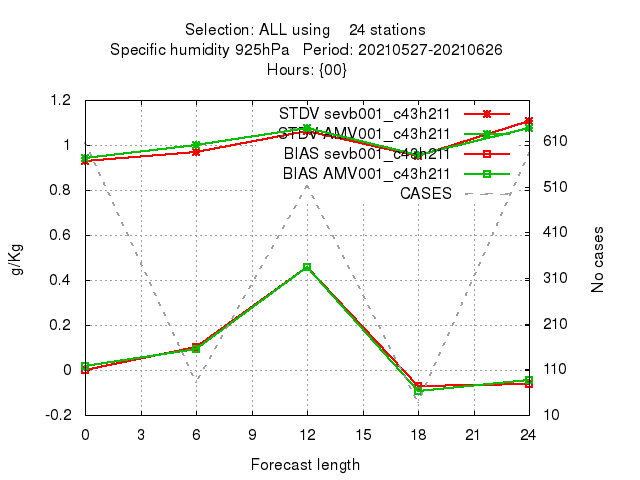 Selection: ALL using 24 stations
Specific humidity 925hPa Period: 20210527-20210626
Hours: {00}
STDV sevb001_c43h211
STDV AMV001_c43h211
BIAS sevb001_c43h211
BIAS AMV001_c43h211
CASES
1.2
1
0.8
0.6
0.4
0.2
0
-0.2
g/Kg
610
510
410
310
210
110
10
No cases
0 3 6 9 12 15 18 21 24
Forecast length